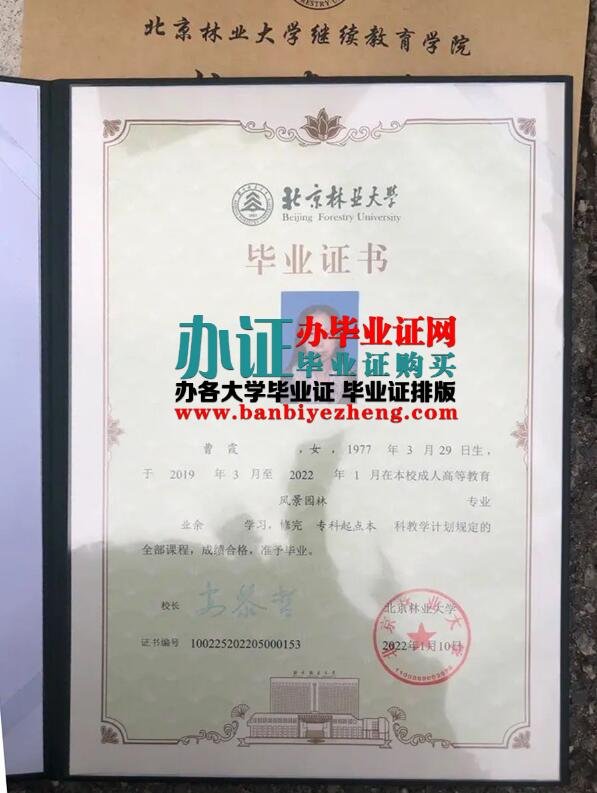 北京林业大学继续教育学院
北京林业大学
Beijing Forestry University
毕业证书
办证 办毕业证网
毕业证购买
办各大学毕业证 毕业证排版
www.banbiyezheng.com
曹 霞 ，女，1977 年 3 月 29 日生，
于 2019 年 3 月至 2022 年 1 月在本校成人高等教育
风景园林 专业
业余 学习，修完 专科起点本 科教学计划规定的
全部课程，成绩合格，准予毕业。
校长
北京林业大学
证书编号 100225202205000153
2022年1月10日
北京林业大学